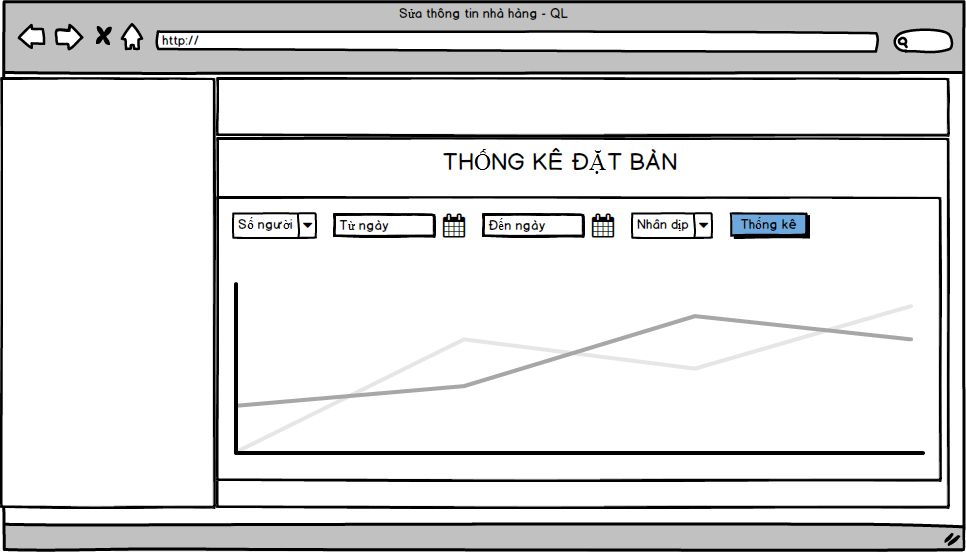 Sửa thông tin nhà hàng - QL
http://
THỐNG KÊ ĐẶT BÀN
Số người Từ ngày Đến ngày Nhân dịp Thống kê